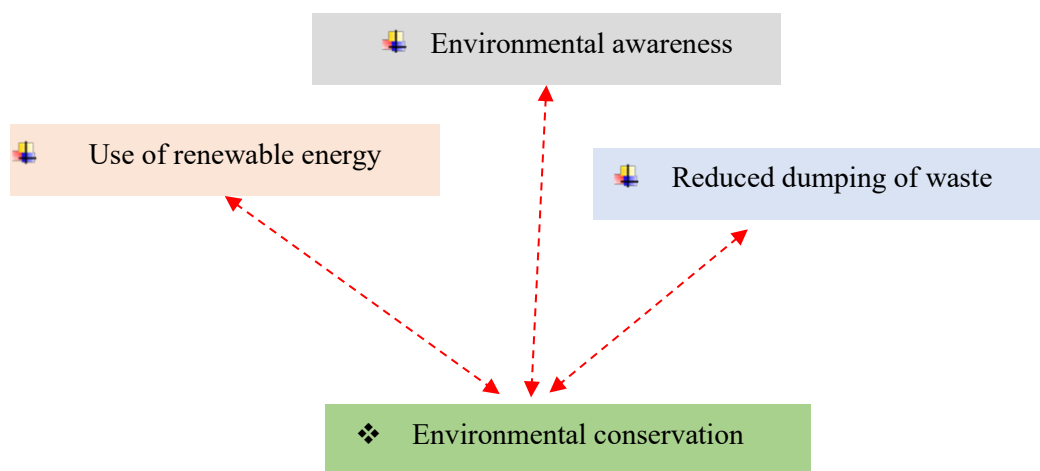 Environmental awareness
Use of renewable energy
Reduced dumping of waste
❖ Environmental conservation